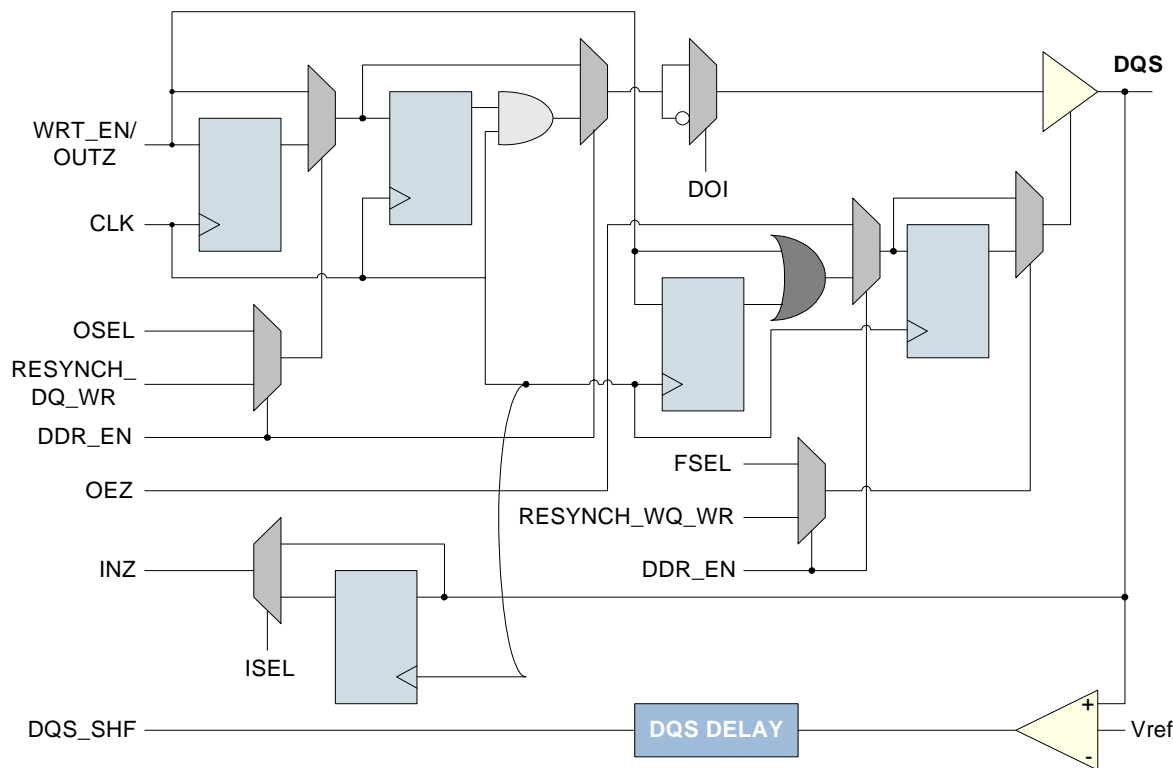 DQS
WRT_EN/
OUTZ
DOI
CLK
OSEL
RESYNCH_
DQ_WR
DDR_EN
FSEL
OEZ
RESYNCH_WQ_WR
INZ
DDR_EN
ISEL
+
DQS_SHF
DQS DELAY
Vref
-